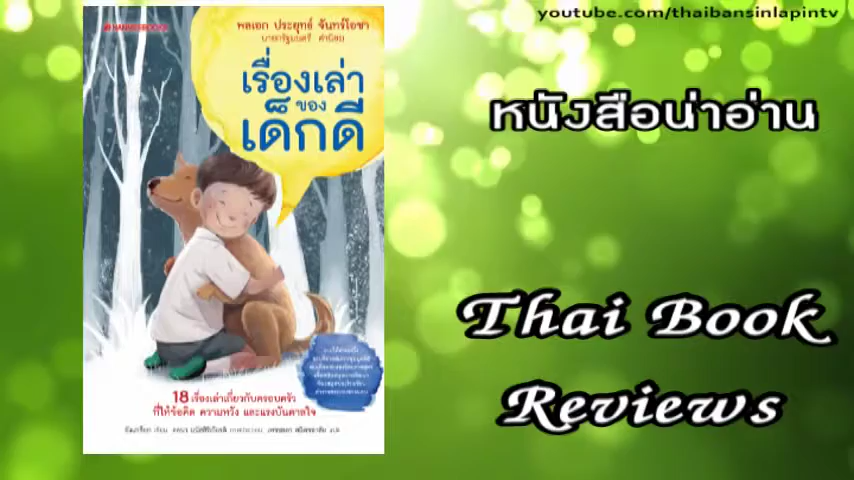 youtube.com/thaibansinlapintv
NANMEEBOOKS
พลเอก ประยุทธ์ จันทร์โอชา
นายกรัฐมนตรี คำนิยม
เรื่องเล่า
ของ
เด็กดี
หนังสือน่าอ่าน
Thai Book
Reviews
18 เรื่องเล่าเกี่ยวกับครอบครัว
ที่ให้ข้อคิด ความหวัง และแรงบันดาลใจ